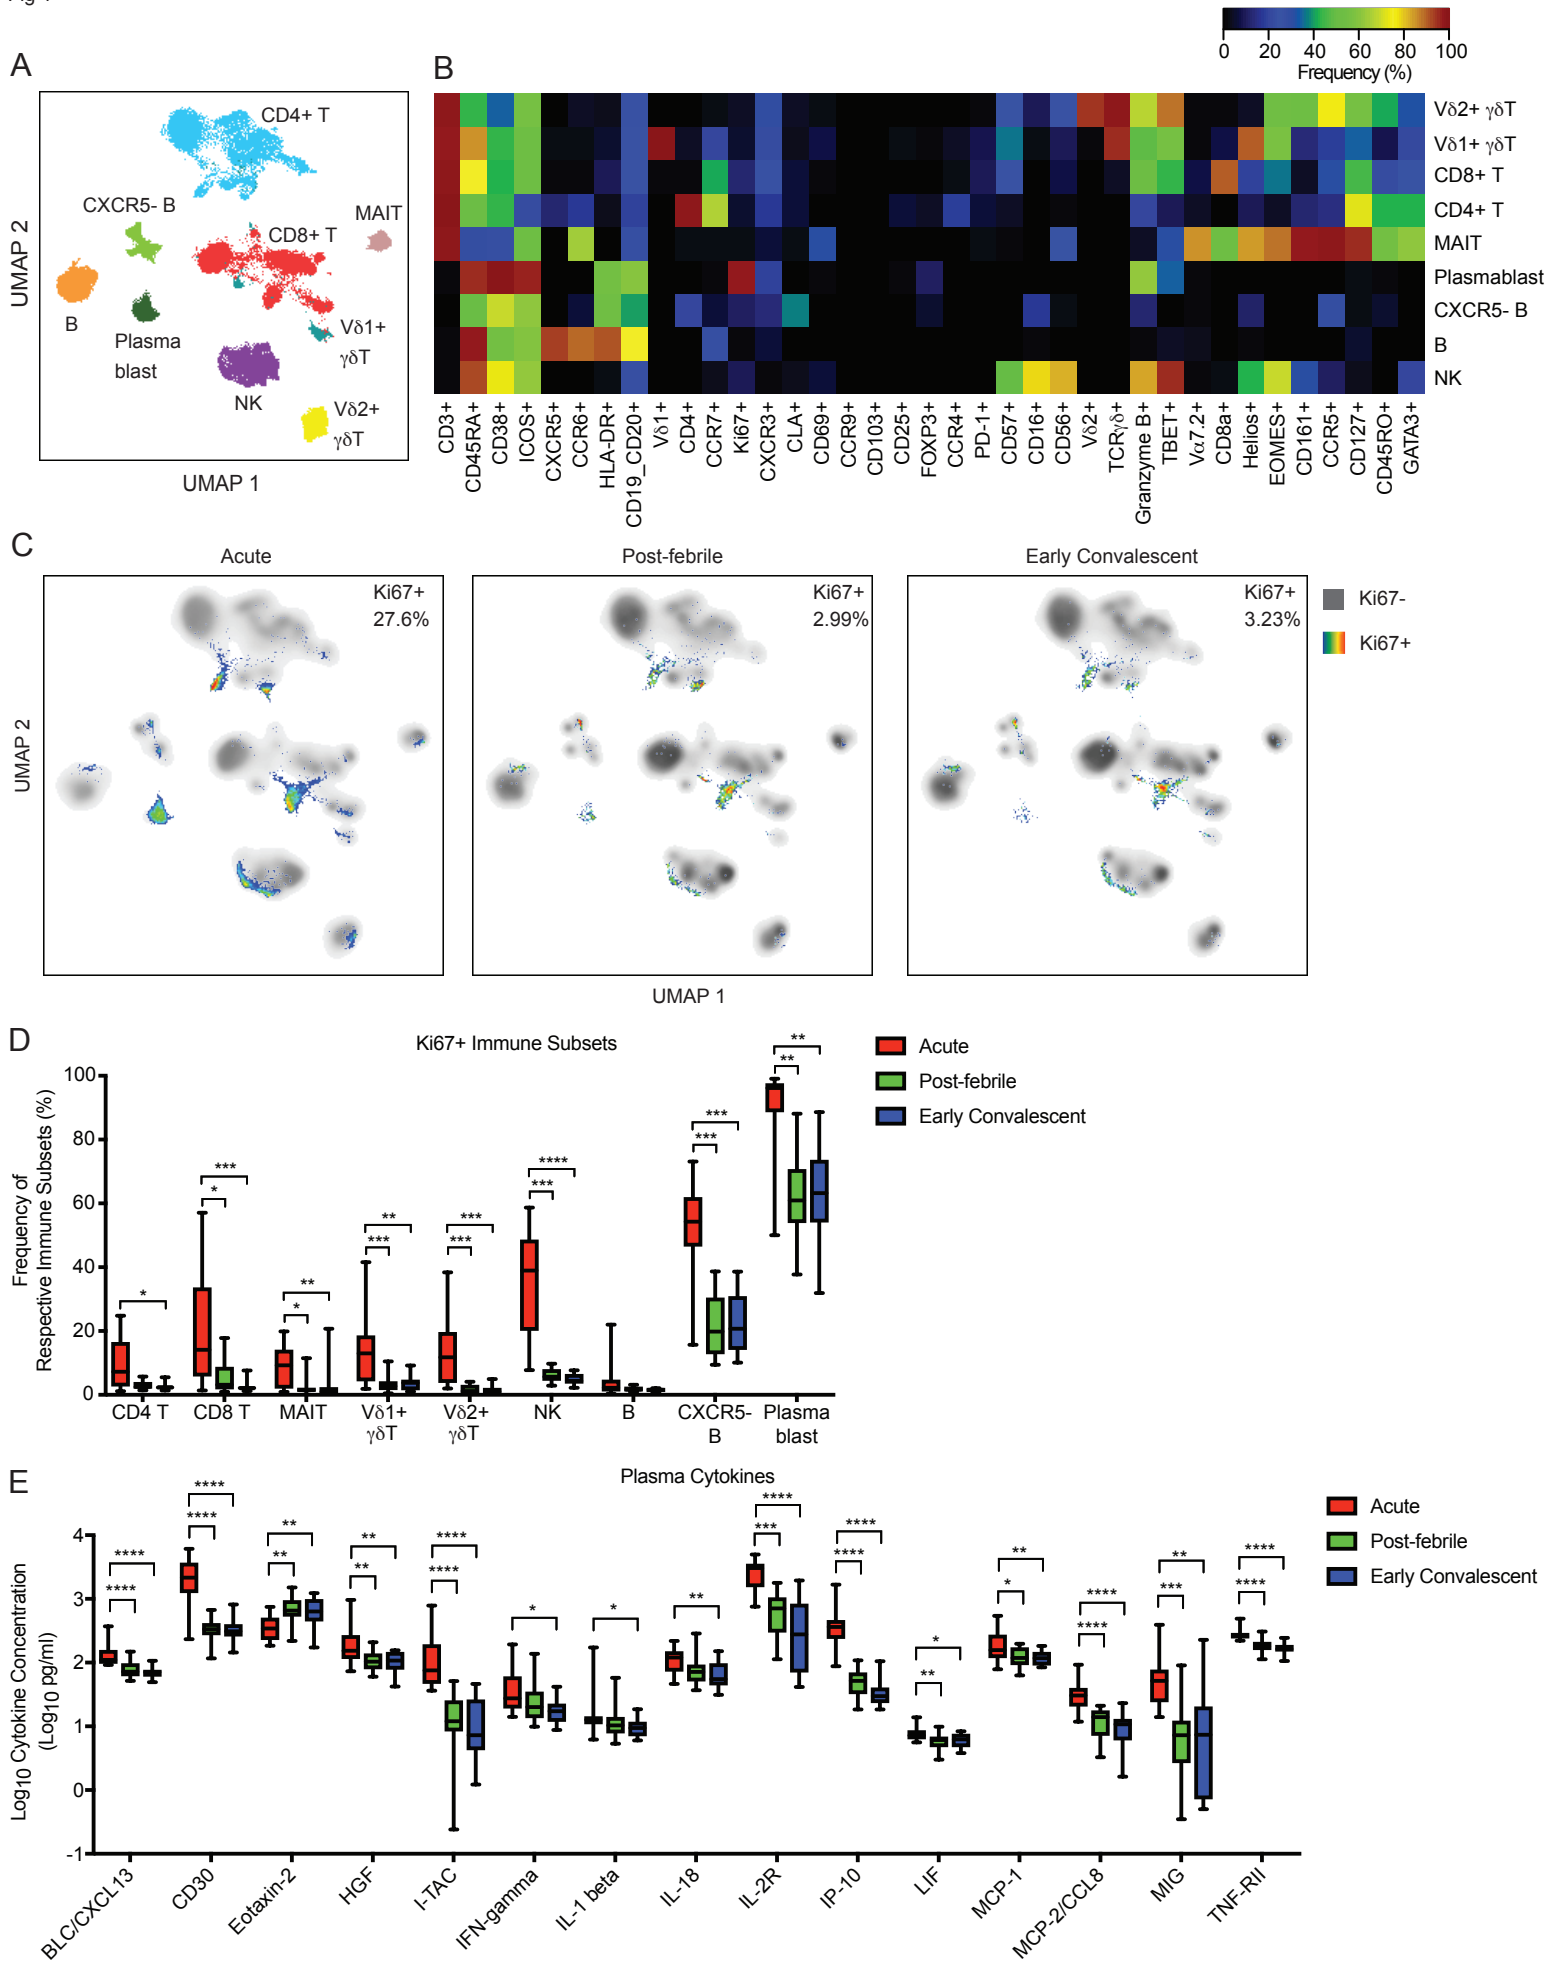 A
CD4+ T
CXCR5- B
MAIT
CD8+ T
B
Plasma
blast
Vδ1+
γδT
NK
Vδ2+
γδT
UMAP 2
UMAP 1
B
0 20 40 60 80 100
Frequency (%)
Vδ2+ γδT
Vδ1+ γδT
CD8+ T
CD4+ T
MAIT
Plasmablast
CXCR5- B
B
NK
CD3+
CD45RA+
CD38+
ICOS+
CXCR5+
CCR6+
HLA-DR+
CD19_CD20+
Vδ1+
CD4+
CCR7+
Ki67+
CXCR3+
CLA+
CD69+
CCR9+
CD103+
CD25+
FOXP3+
CCR4+
PD-1+
CD57+
CD16+
CD56+
Vδ2+
TCRγδ+
Granzyme B+
TBET+
Vα7.2+
CD8a+
Helios+
EOMES+
CD161+
CCR5+
CD127+
CD45RO+
GATA3+
C
Acute
Post-febrile
Early Convalescent
Ki67+
27.6%
Ki67+
2.99%
Ki67+
3.23%
Ki67-
Ki67+
UMAP 2
UMAP 1
D
Ki67+ Immune Subsets
Acute
Post-febrile
Early Convalescent
Frequency of
Respective Immune Subsets (%)
100
80
60
40
20
0
*
* ***
* **
*** **
*** ***
*** ****
*** ***
** **
CD4 T
CD8 T
MAIT
Vδ1+
γδT
Vδ2+
γδT
NK
B
CXCR5-
B
Plasma
blast
E
Plasma Cytokines
Acute
Post-febrile
Early Convalescent
Log10 Cytokine Concentration
(Log10 pg/ml)
4
3
2
1
0
-1
**** ****
**** ****
** **
** **
**** ****
*
*
**
*** ****
**** ****
** *
* **
**** ****
*** **
**** ****
BLC/CXCL13
CD30
Eotaxin-2
HGF
I-TAC
IFN-gamma
IL-1 beta
IL-18
IL-2R
IP-10
LIF
MCP-1
MCP-2/CCL8
MIG
TNF-RII